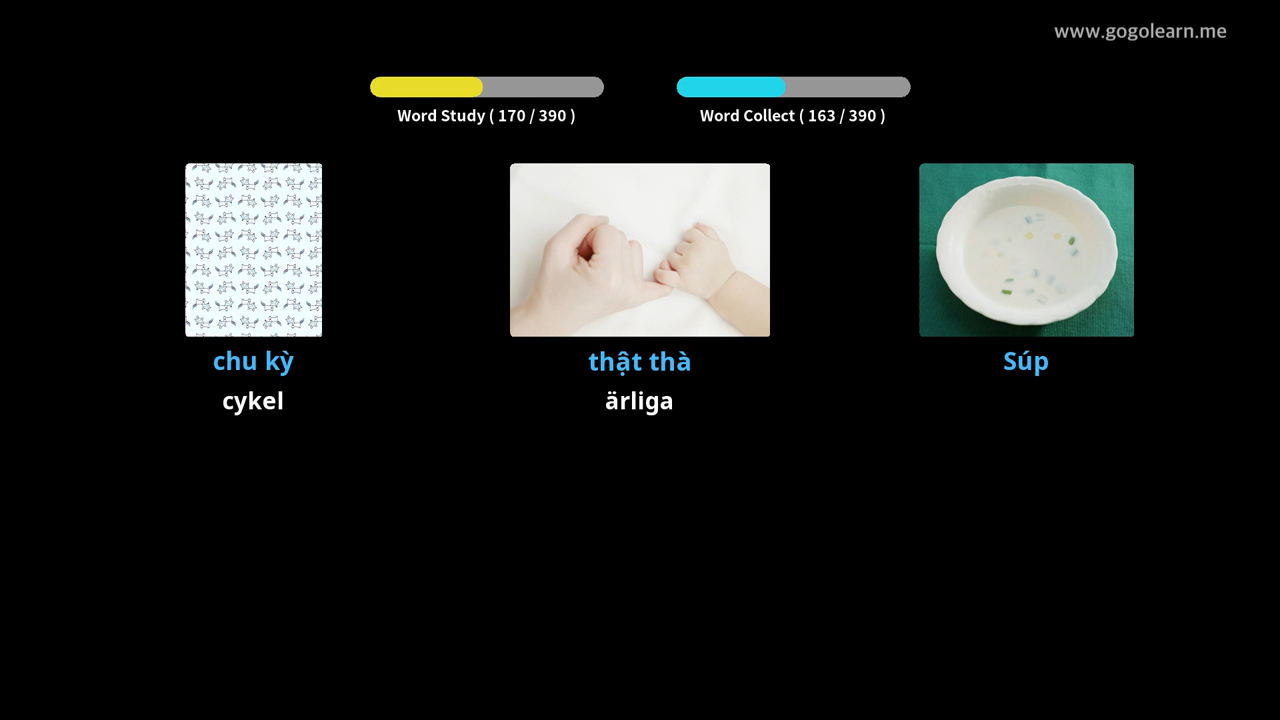 www.gogolearn.me
Word Study ( 170 / 390 )
Word Collect ( 163 / 390 )
chu kỳ
cykel
thật thà
ärliga
Súp